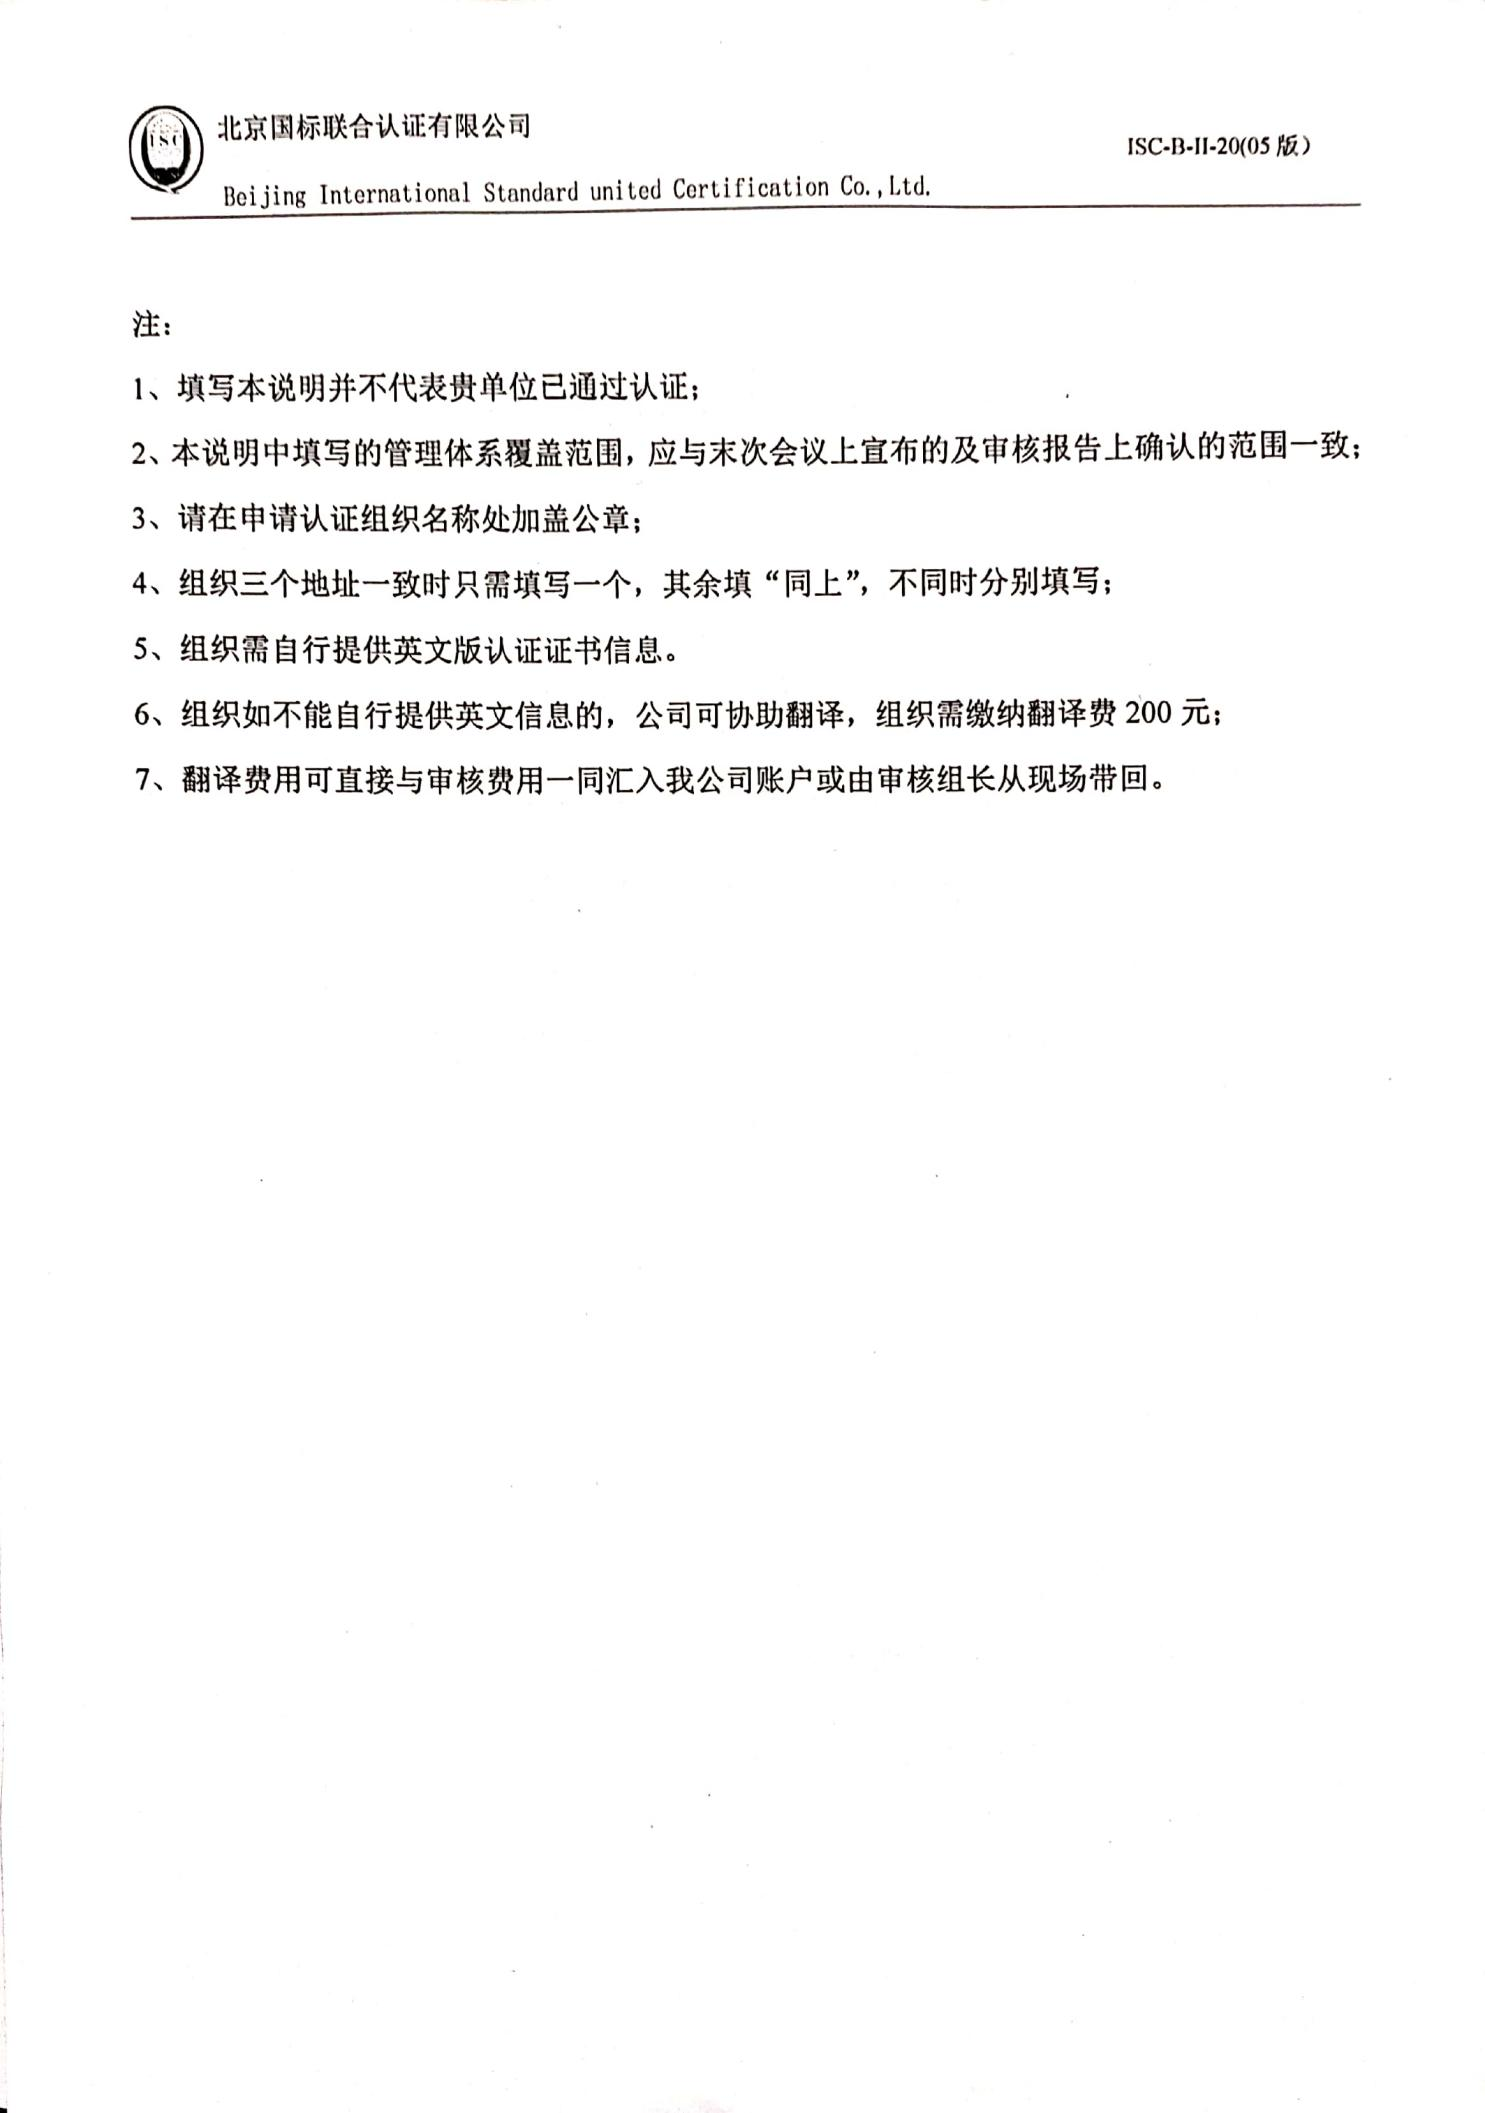 ISC
北京国标联合认证有限公司
ISC-B-II-20(05 版）
Beijing International Standard united Certification Co.,Ltd.
注：
1、填写本说明并不代表贵单位已通过认证；
2、本说明中填写的管理体系覆盖范围，应与末次会议上宣布的及审核报告上确认的范围一致；
3、请在申请认证组织名称处加盖公章；
4、组织三个地址一致时只需填写一个，其余填“同上”，不同时分别填写；
5、组织需自行提供英文版认证证书信息。
6、组织如不能自行提供英文信息的，公司可协助翻译，组织需缴纳翻译费 200 元；
7、翻译费用可直接与审核费用一同汇入我公司账户或由审核组长从现场带回。